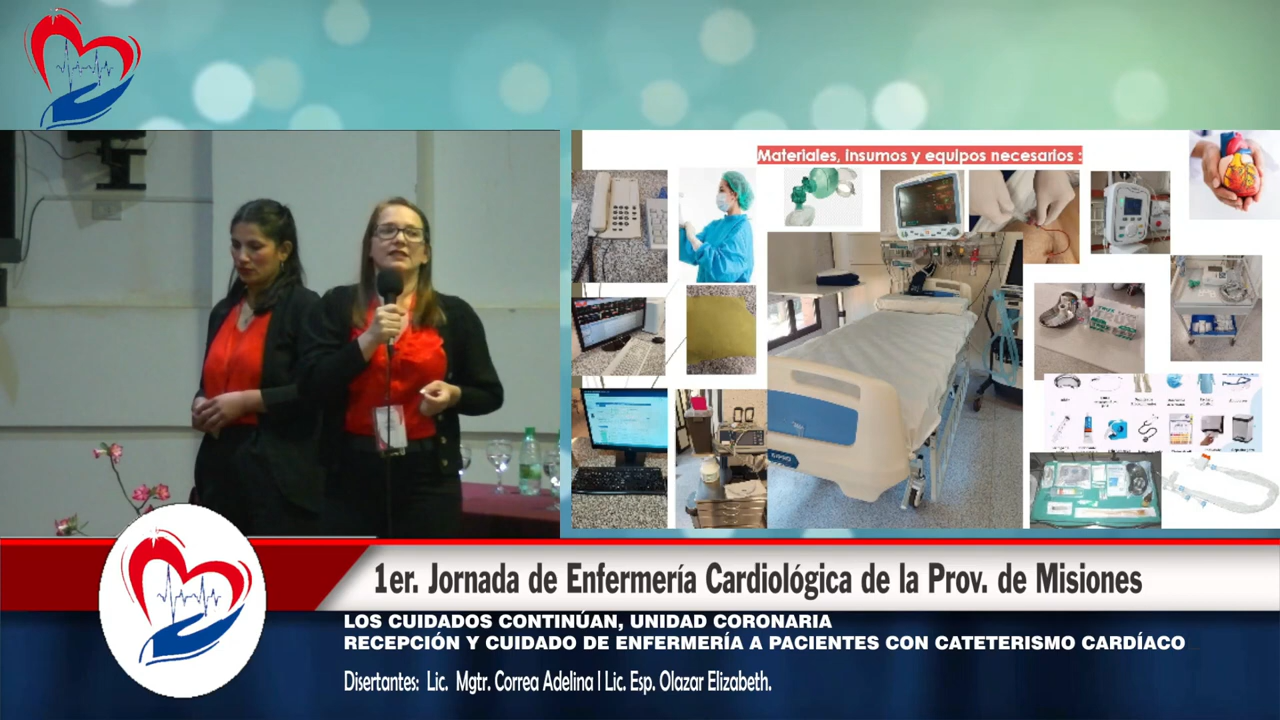 Materiales, insumos y equipos necesarios :
1er. Jornada de Enfermería Cardiológica de la Prov. de Misiones
LOS CUIDADOS CONTINÚAN, UNIDAD CORONARIA
RECEPCIÓN Y CUIDADO DE ENFERMERÍA A PACIENTES CON CATETERISMO CARDÍACO
Disertantes: Lic. Mgtr. Correa Adelina l Lic. Esp. Olazar Elizabeth.